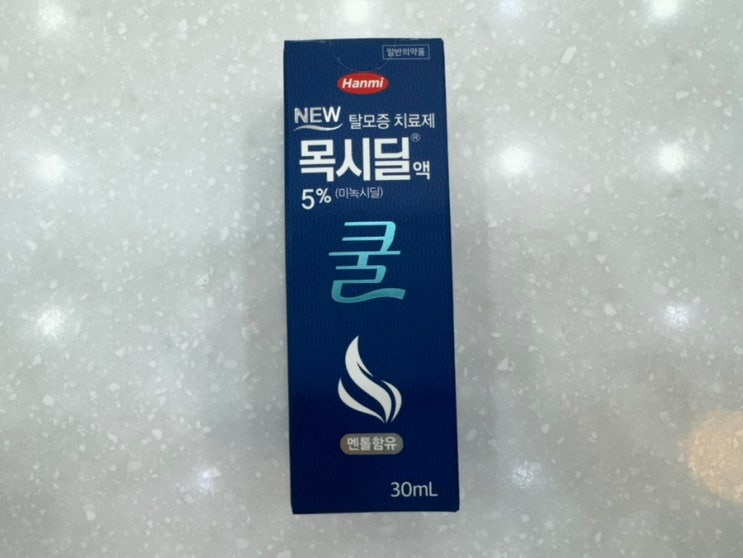 일반의약품
Hanmi
NEW 탈모증 치료제
목시딜®액
5% (미녹시딜)
쿨
멘톨함유
30mL